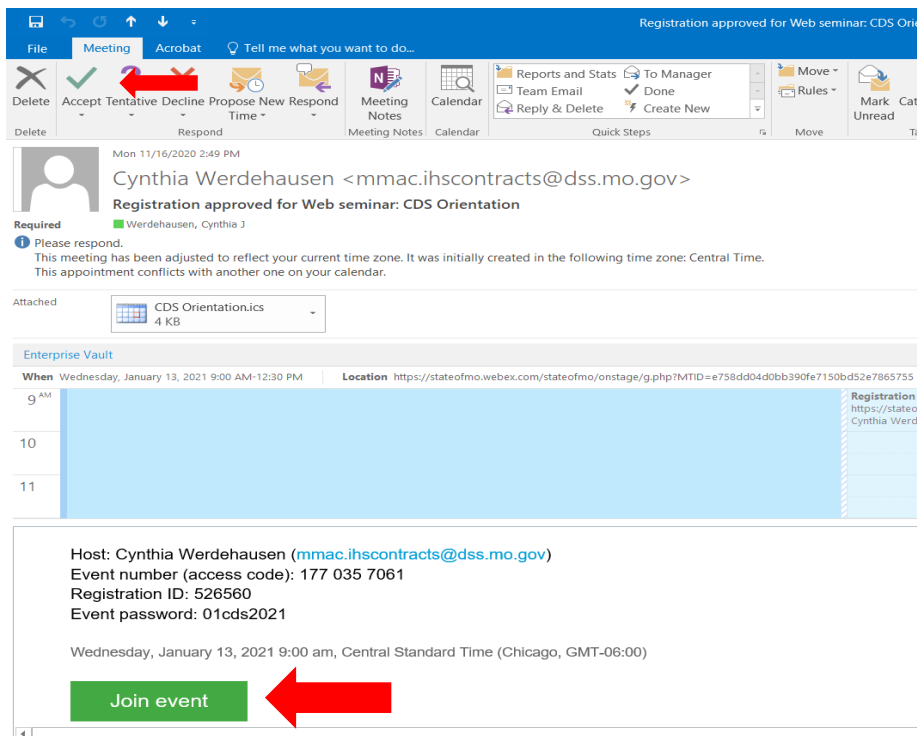 Registration approved for Web seminar: CDS Orie
File Meeting Acrobat Tell me what you want to do...
Delete Accept Tentative Decline Propose New Time Respond Meeting Notes Calendar
Reports and Stats To Manager
Team Email Done
Reply & Delete Create New
Move
Rules
Mark Unread Cat
Delete Respond Meeting Notes Calendar Quick Steps Move Ta
Mon 11/16/2020 2:49 PM
Cynthia Werdehausen <mmac.ihscontracts@dss.mo.gov>
Registration approved for Web seminar: CDS Orientation
Required Werdehausen, Cynthia J
Please respond.
This meeting has been adjusted to reflect your current time zone. It was initially created in the following time zone: Central Time.
This appointment conflicts with another one on your calendar.
Attached CDS Orientation.ics
4 KB
Enterprise Vault
When Wednesday, January 13, 2021 9:00 AM-12:30 PM Location https://stateofmo.webex.com/stateofmo/onstage/g.php?MTID=e758dd04d0bb390fe7150bd52e7865755
9 AM
Registration
https://stateo
Cynthia Werd
10
11
Host: Cynthia Werdehausen (mmac.ihscontracts@dss.mo.gov)
Event number (access code): 177 035 7061
Registration ID: 526560
Event password: 01cds2021
Wednesday, January 13, 2021 9:00 am, Central Standard Time (Chicago, GMT-06:00)
Join event